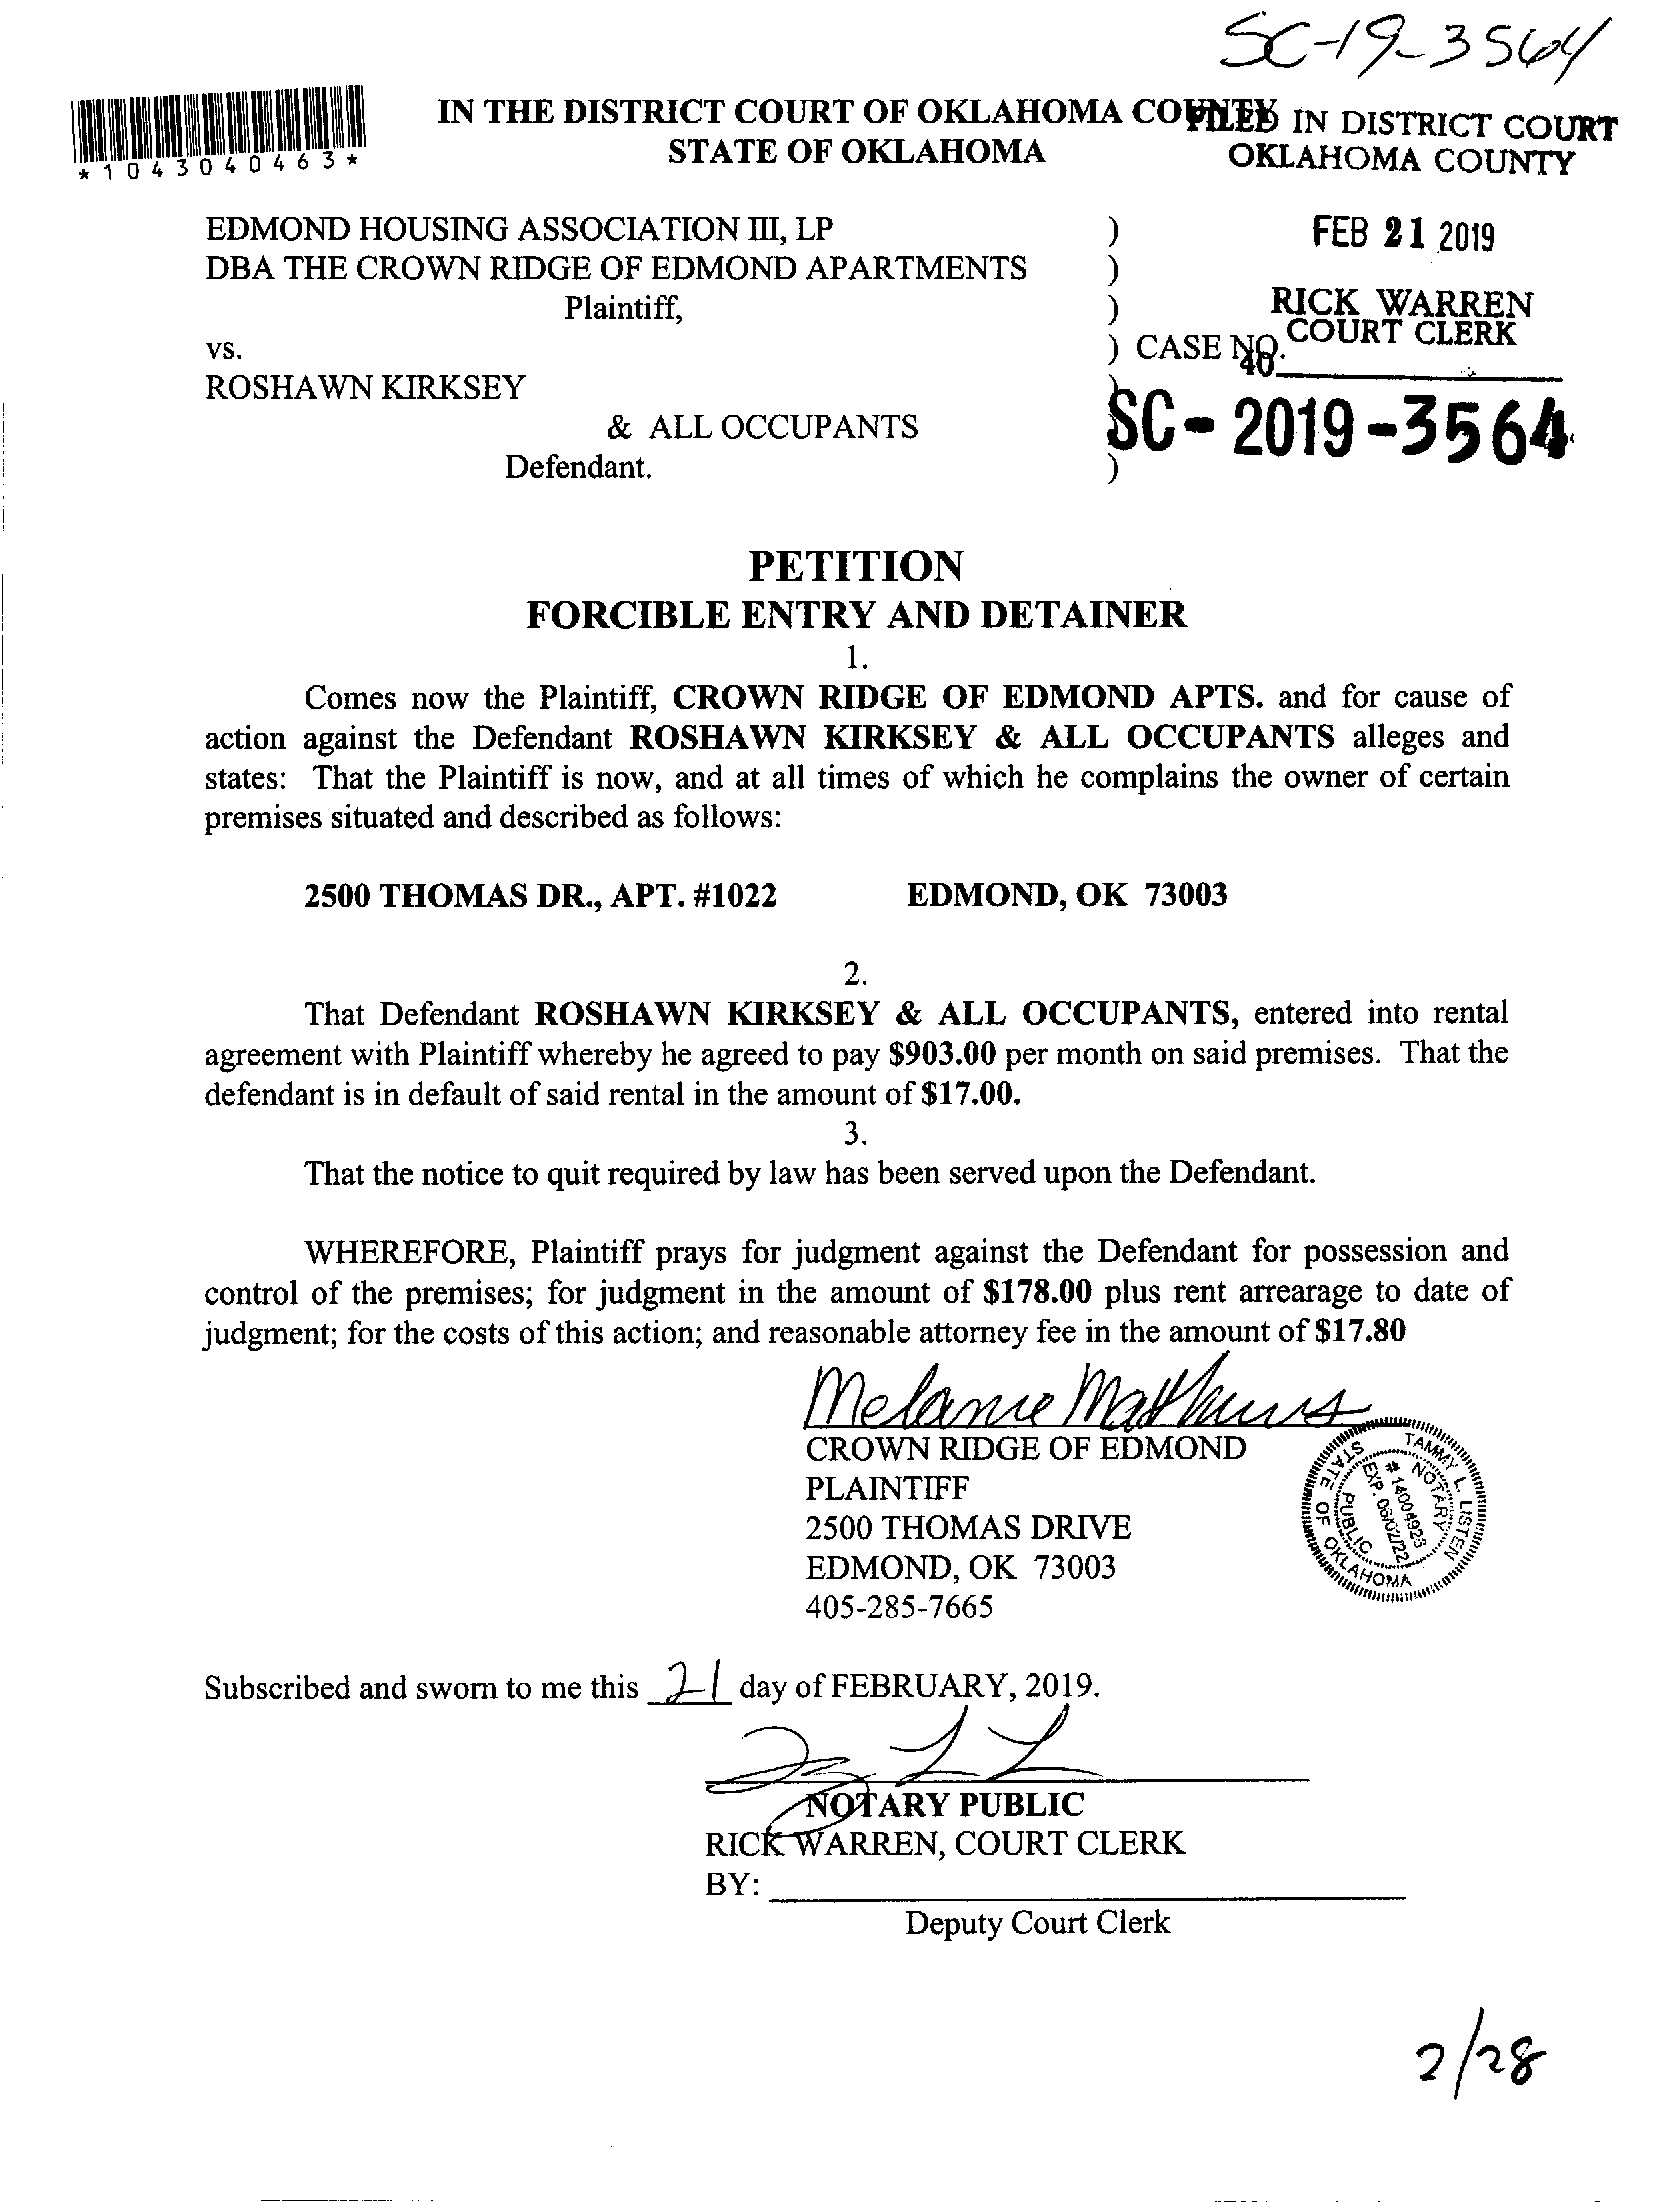 SC-19-3564
*1043040463*
IN THE DISTRICT COURT OF OKLAHOMA COUNTY
STATE OF OKLAHOMA
FILED IN DISTRICT COURT
OKLAHOMA COUNTY
FEB 21 2019
RICK WARREN
COURT CLERK
40
EDMOND HOUSING ASSOCIATION III, LP )
DBA THE CROWN RIDGE OF EDMOND APARTMENTS )
Plaintiff, )
vs. ) CASE NO.
ROSHAWN KIRKSEY )
SC-2019-3564
& ALL OCCUPANTS
Defendant. )
PETITION
FORCIBLE ENTRY AND DETAINER
1.
Comes now the Plaintiff, CROWN RIDGE OF EDMOND APTS. and for cause of
action against the Defendant ROSHAWN KIRKSEY & ALL OCCUPANTS alleges and
states: That the Plaintiff is now, and at all times of which he complains the owner of certain
premises situated and described as follows:
2500 THOMAS DR., APT. #1022 EDMOND, OK 73003
2.
That Defendant ROSHAWN KIRKSEY & ALL OCCUPANTS, entered into rental
agreement with Plaintiff whereby he agreed to pay $903.00 per month on said premises. That the
defendant is in default of said rental in the amount of $17.00.
3.
That the notice to quit required by law has been served upon the Defendant.
WHEREFORE, Plaintiff prays for judgment against the Defendant for possession and
control of the premises; for judgment in the amount of $178.00 plus rent arrearage to date of
judgment; for the costs of this action; and reasonable attorney fee in the amount of $17.80
Melanie Matthews
CROWN RIDGE OF EDMOND
PLAINTIFF
2500 THOMAS DRIVE
EDMOND, OK 73003
405-285-7665
TAMMY L. LISTEN
NOTARY PUBLIC
# 14004923
EXP. 06/02/22
STATE OF OKLAHOMA
Subscribed and sworn to me this 21 day of FEBRUARY, 2019.
NOTARY PUBLIC
RICK WARREN, COURT CLERK
BY:
Deputy Court Clerk
2/28